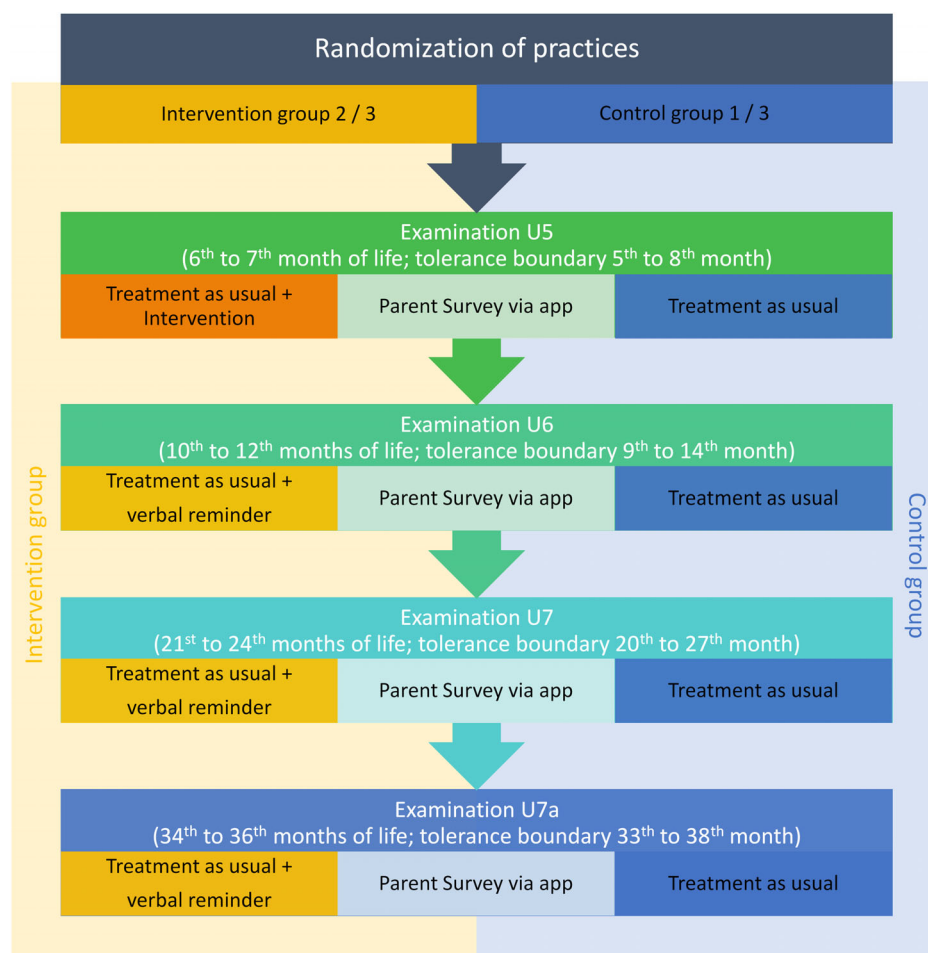 Randomization of practices
Intervention group 2 / 3
Control group 1 / 3
Examination U5
(6th to 7th month of life; tolerance boundary 5th to 8th month)
Treatment as usual +
Intervention
Parent Survey via app
Treatment as usual
Examination U6
(10th to 12th months of life; tolerance boundary 9th to 14th month)
Treatment as usual +
verbal reminder
Parent Survey via app
Treatment as usual
Examination U7
(21st to 24th months of life; tolerance boundary 20th to 27th month)
Treatment as usual +
verbal reminder
Parent Survey via app
Treatment as usual
Examination U7a
(34th to 36th months of life; tolerance boundary 33th to 38th month)
Treatment as usual +
verbal reminder
Parent Survey via app
Treatment as usual
Intervention group
Control group